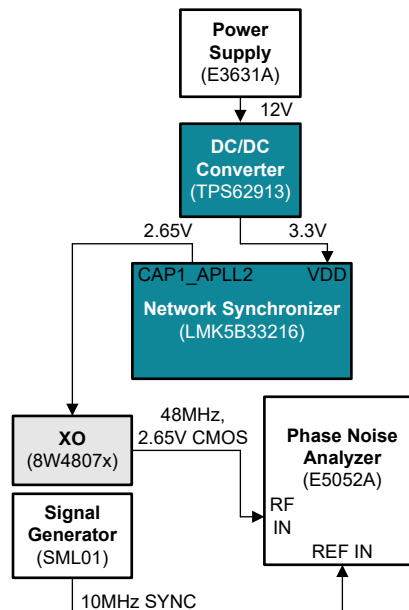 Power
Supply
(E3631A)
12V
DC/DC
Converter
(TPS62913)
2.65V
3.3V
CAP1_APLL2
VDD
Network Synchronizer
(LMK5B33216)
XO
(8W4807x)
48MHz,
2.65V CMOS
Phase Noise
Analyzer
(E5052A)
RF
IN
REF IN
Signal
Generator
(SML01)
10MHz SYNC